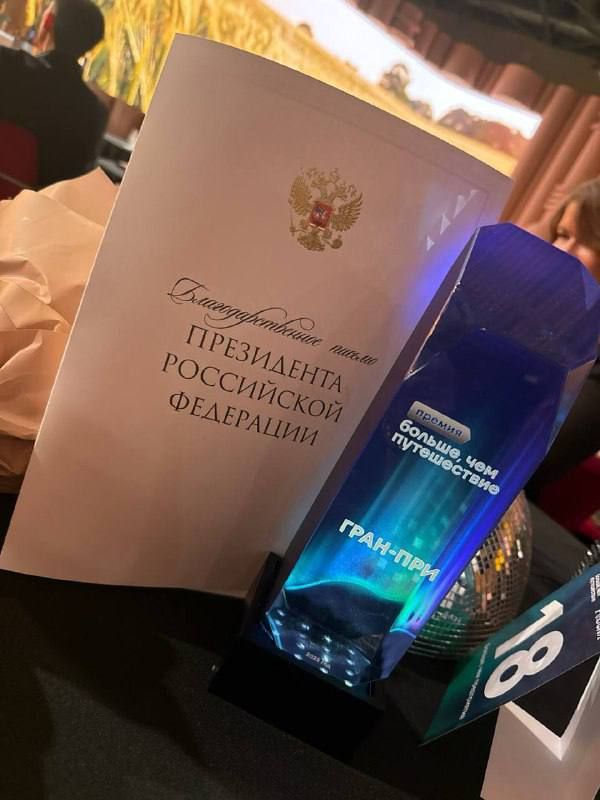 Благодарственное письмо
ПРЕЗИДЕНТА
РОССИЙСКОЙ
ФЕДЕРАЦИИ
премия
больше, чем
путешествие
ГРАН-ПРИ
18